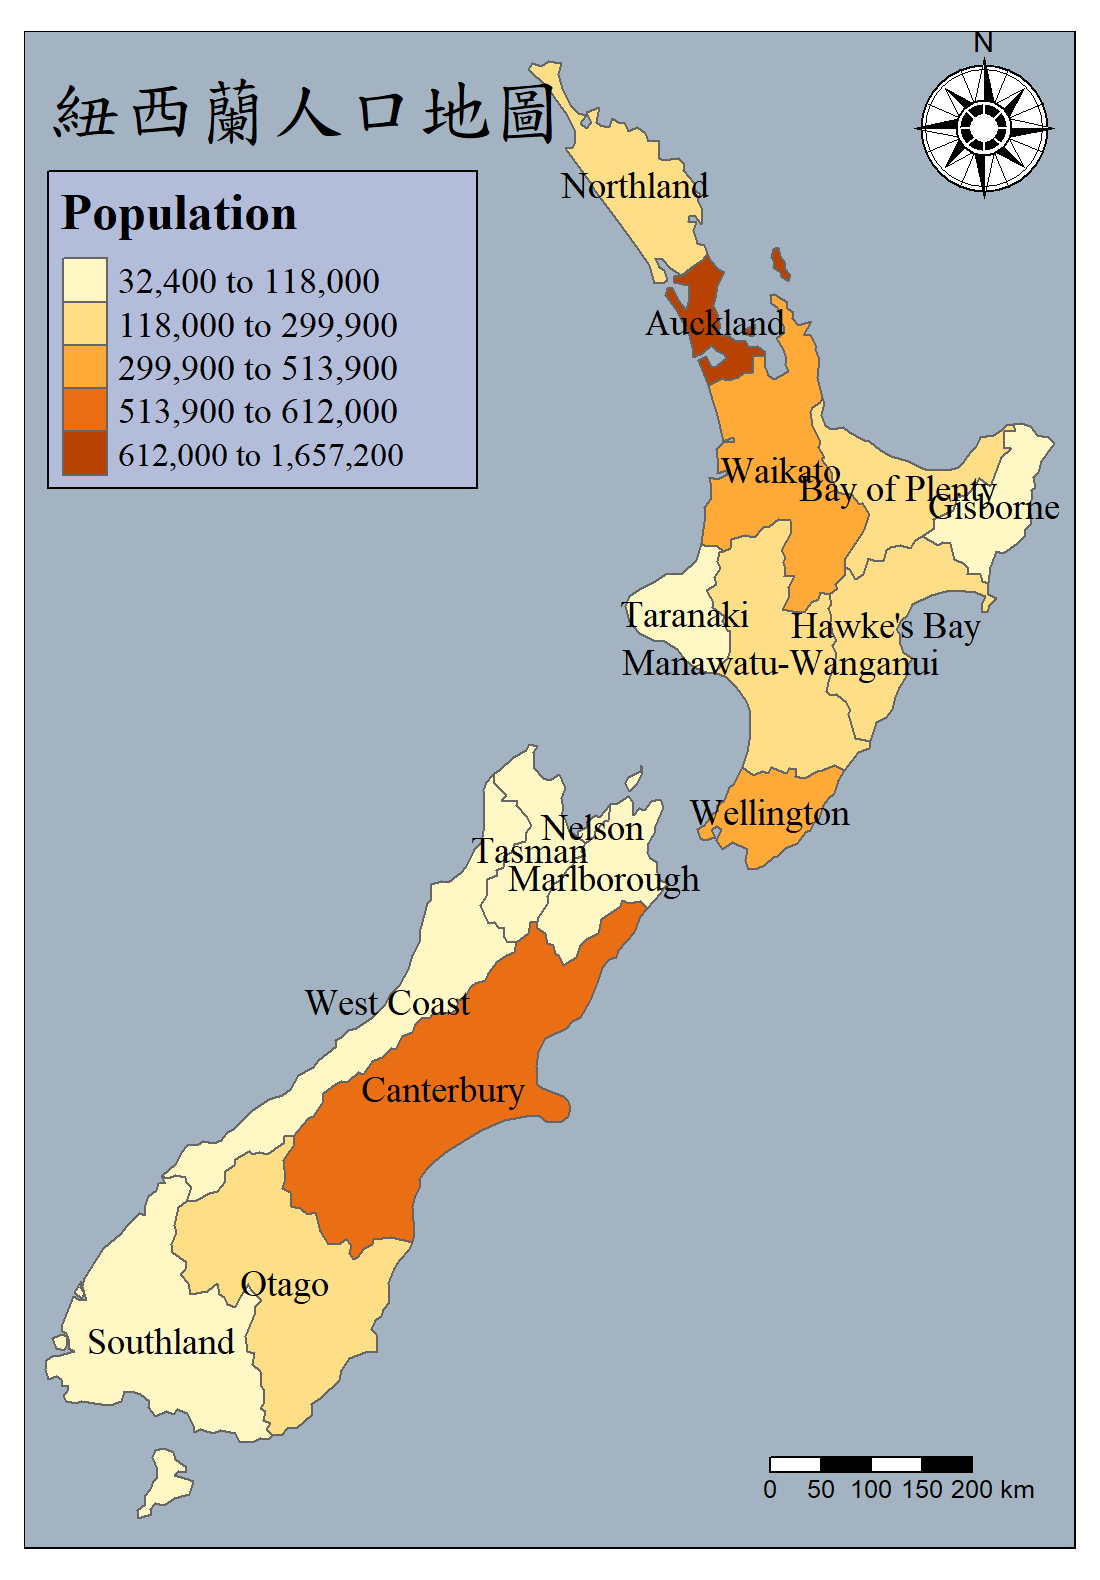 紐西蘭人口地圖
N
Population
32,400 to 118,000
118,000 to 299,900
299,900 to 513,900
513,900 to 612,000
612,000 to 1,657,200
Northland
Auckland
Waikato
Bay of Plenty
Gisborne
Taranaki
Hawke's Bay
Manawatu-Wanganui
Wellington
Nelson
Tasman
Marlborough
West Coast
Canterbury
Otago
Southland
0 50 100 150 200 km